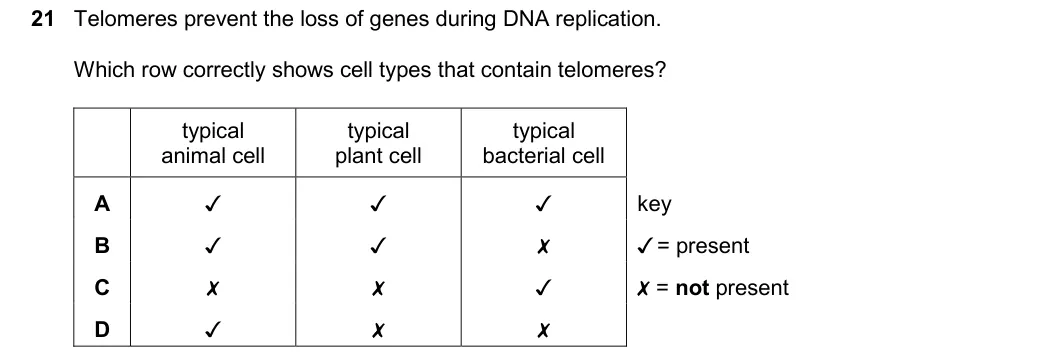 21 Telomeres prevent the loss of genes during DNA replication.
Which row correctly shows cell types that contain telomeres?
typical animal cell typical plant cell typical bacterial cell
A ✓ ✓ ✓ key
B ✓ ✓ ✗ ✓ = present
C ✗ ✗ ✓ ✗ = not present
D ✓ ✗ ✗